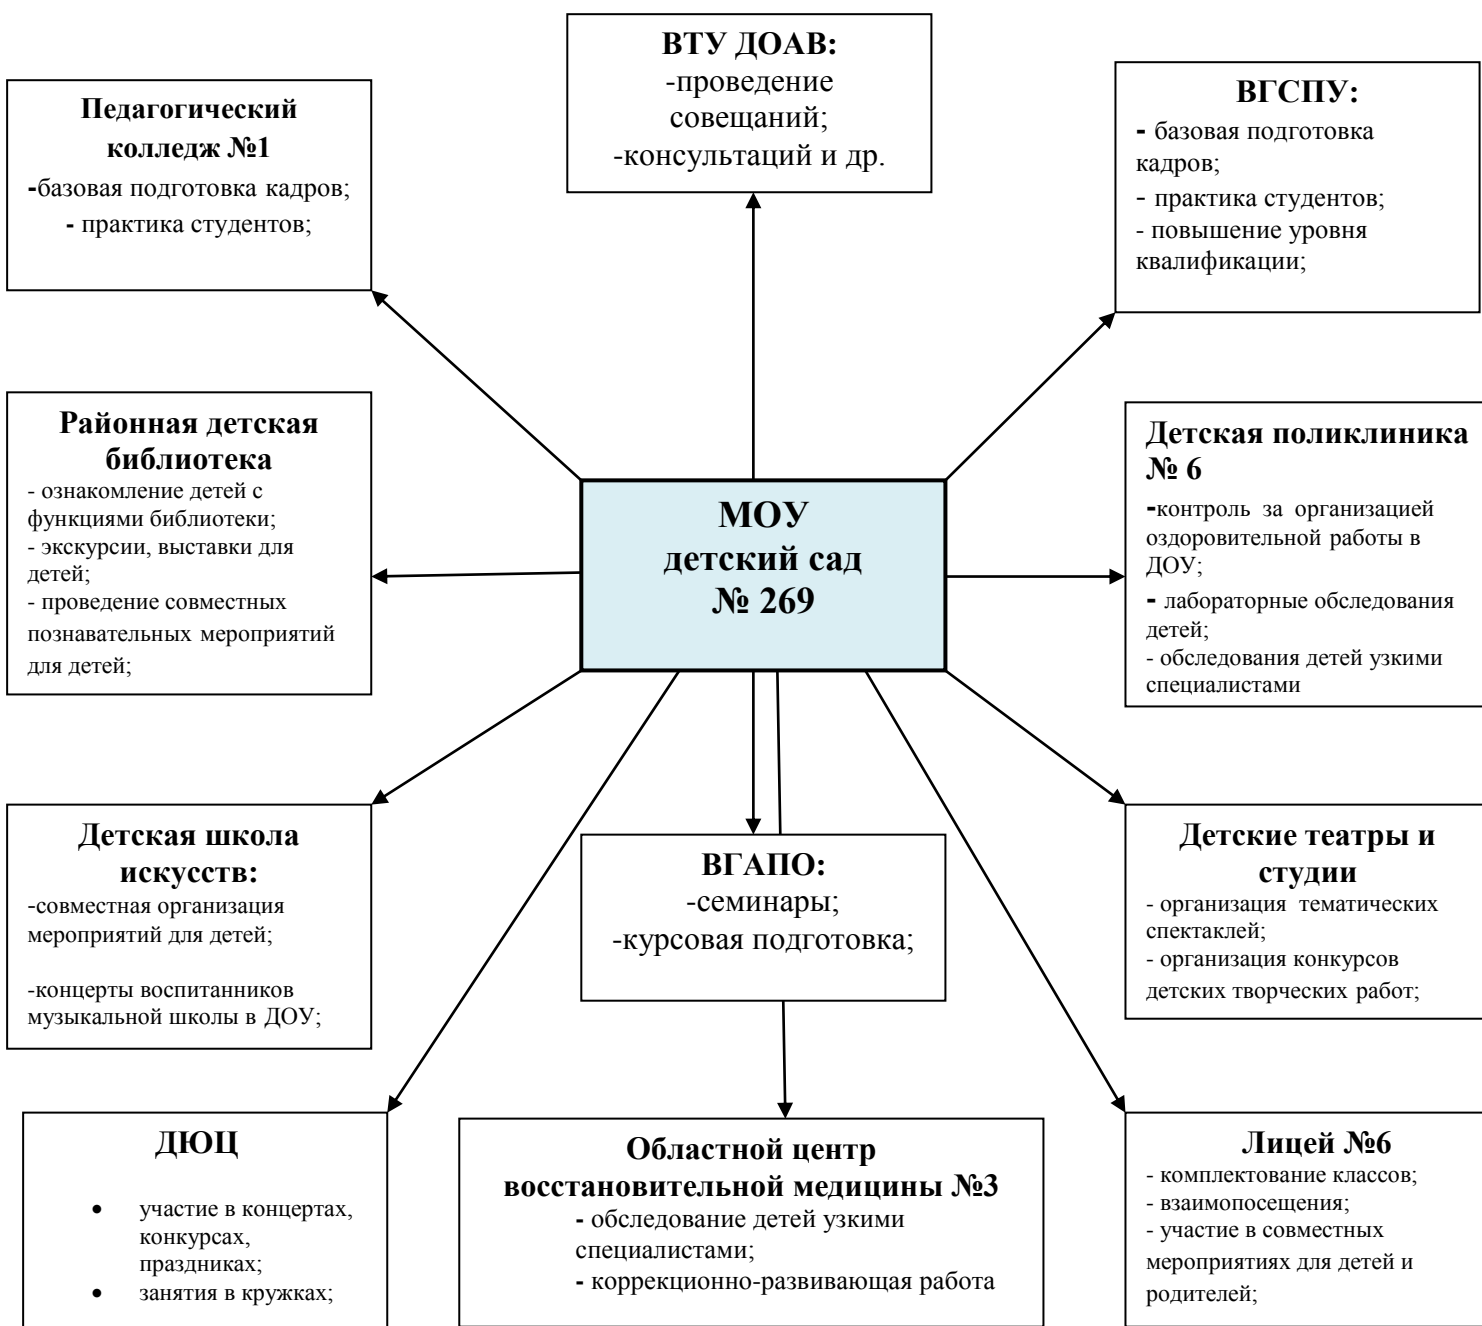 ВТУ ДОАВ:
-проведение
совещаний;
-консультаций и др.
Педагогический
колледж №1
-базовая подготовка кадров;
- практика студентов;
ВГСПУ:
- базовая подготовка
кадров;
- практика студентов;
- повышение уровня
квалификации;
Районная детская
библиотека
- ознакомление детей с
функциями библиотеки;
- экскурсии, выставки для
детей;
- проведение совместных
познавательных мероприятий
для детей;
МОУ
детский сад
№ 269
Детская поликлиника
№ 6
-контроль за организацией
оздоровительной работы в
ДОУ;
- лабораторные обследования
детей;
- обследования детей узкими
специалистами
Детская школа
искусств:
-совместная организация
мероприятий для детей;
-концерты воспитанников
музыкальной школы в ДОУ;
ВГАПО:
-семинары;
-курсовая подготовка;
Детские театры и
студии
- организация тематических
спектаклей;
- организация конкурсов
детских творческих работ;
ДЮЦ
• участие в концертах,
конкурсах,
праздниках;
• занятия в кружках;
Областной центр
восстановительной медицины №3
- обследование детей узкими
специалистами;
- коррекционно-развивающая работа
Лицей №6
- комплектование классов;
- взаимопосещения;
- участие в совместных
мероприятиях для детей и
родителей;